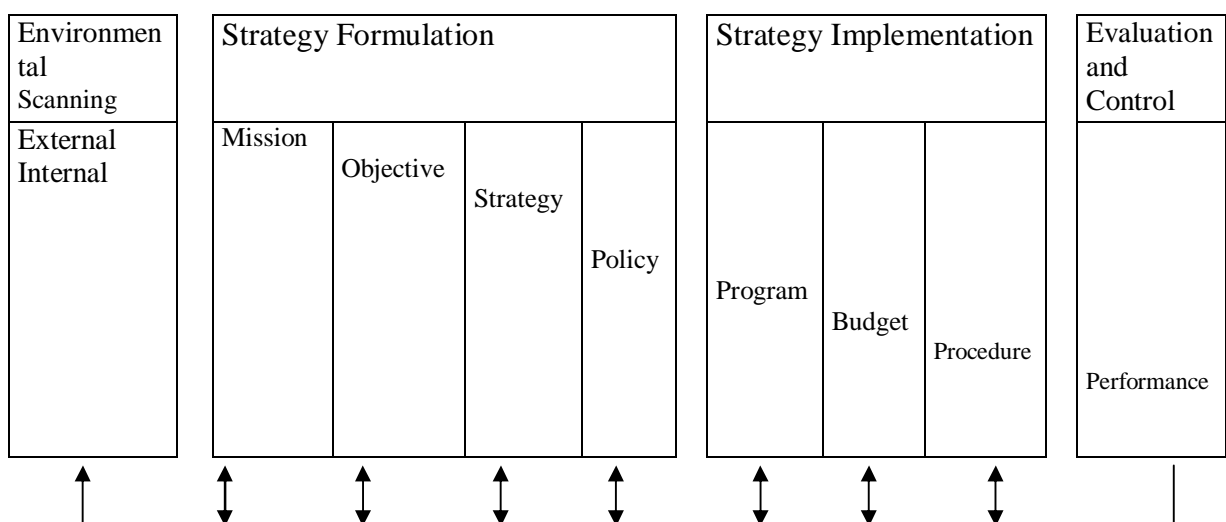 Environmen
tal
Scanning
Strategy Formulation
Strategy Implementation
Evaluation
and
Control
External
Internal
Mission
Objective
Strategy
Policy
Program
Budget
Procedure
Performance